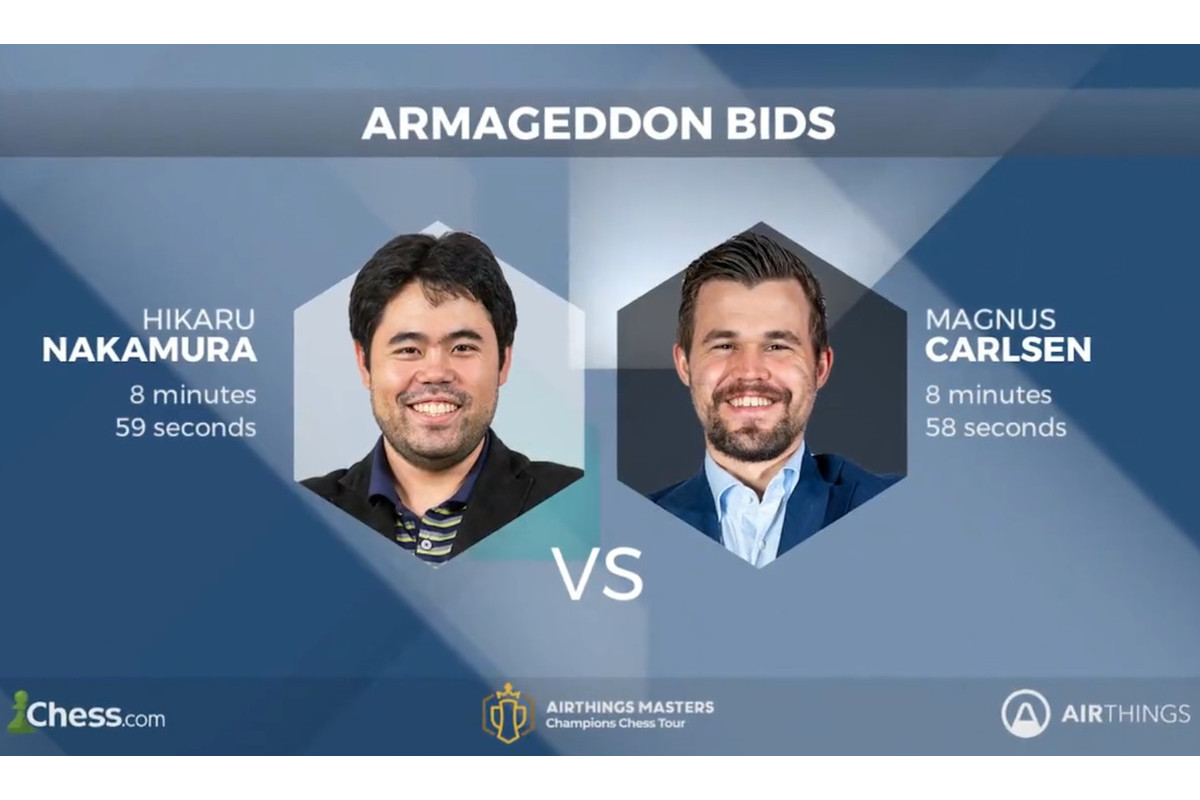 ARMAGEDDON BIDS
HIKARU
NAKAMURA
8 minutes
59 seconds
MAGNUS
CARLSEN
8 minutes
58 seconds
VS
Chess.com
AIRTHINGS MASTERS
Champions Chess Tour
AIRTHINGS